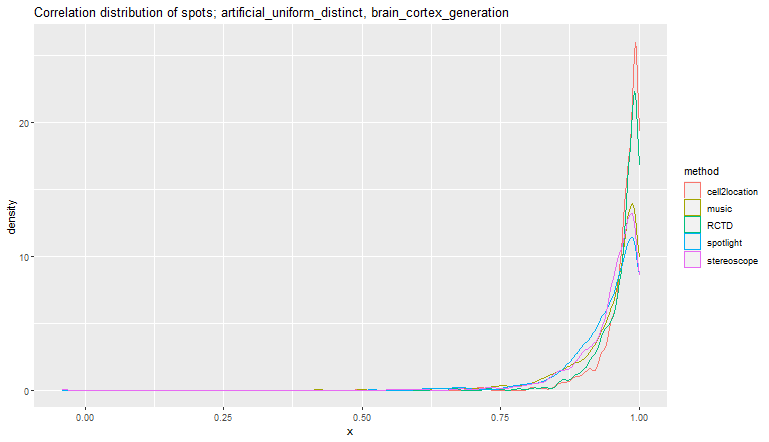 Correlation distribution of spots; artificial_uniform_distinct, brain_cortex_generation
density
20
10
0
0.00 0.25 0.50 0.75 1.00
x
method
cell2location
music
RCTD
spotlight
stereoscope